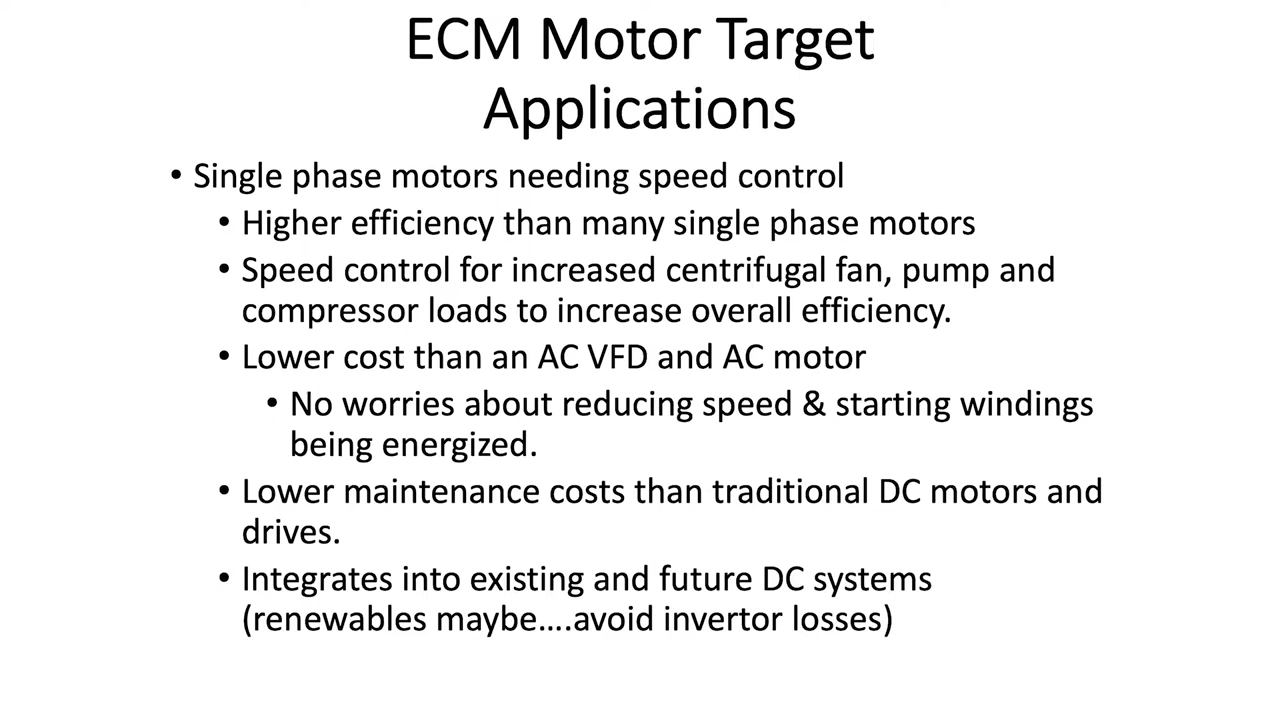 ECM Motor Target
Applications
• Single phase motors needing speed control
• Higher efficiency than many single phase motors
• Speed control for increased centrifugal fan, pump and
compressor loads to increase overall efficiency.
• Lower cost than an AC VFD and AC motor
• No worries about reducing speed & starting windings
being energized.
• Lower maintenance costs than traditional DC motors and
drives.
• Integrates into existing and future DC systems
(renewables maybe….avoid invertor losses)